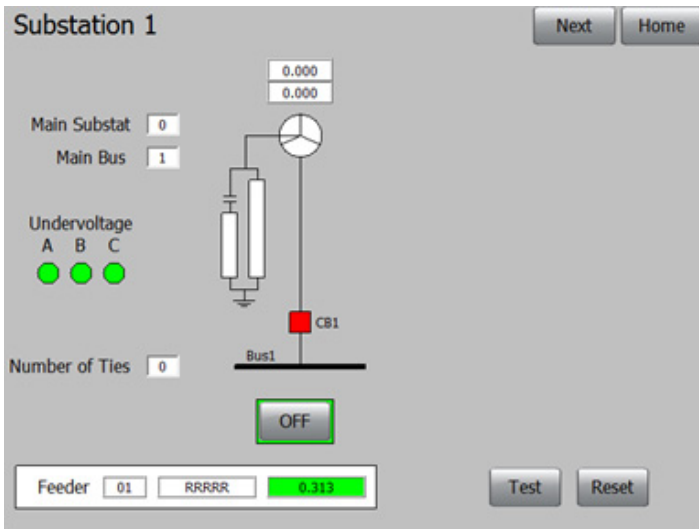 Substation 1
Next
Home
0.000
0.000
Main Substat 0
Main Bus 1
Undervoltage
A B C
CB1
Bus1
Number of Ties 0
OFF
Feeder 01 RRRRR 0.313
Test
Reset